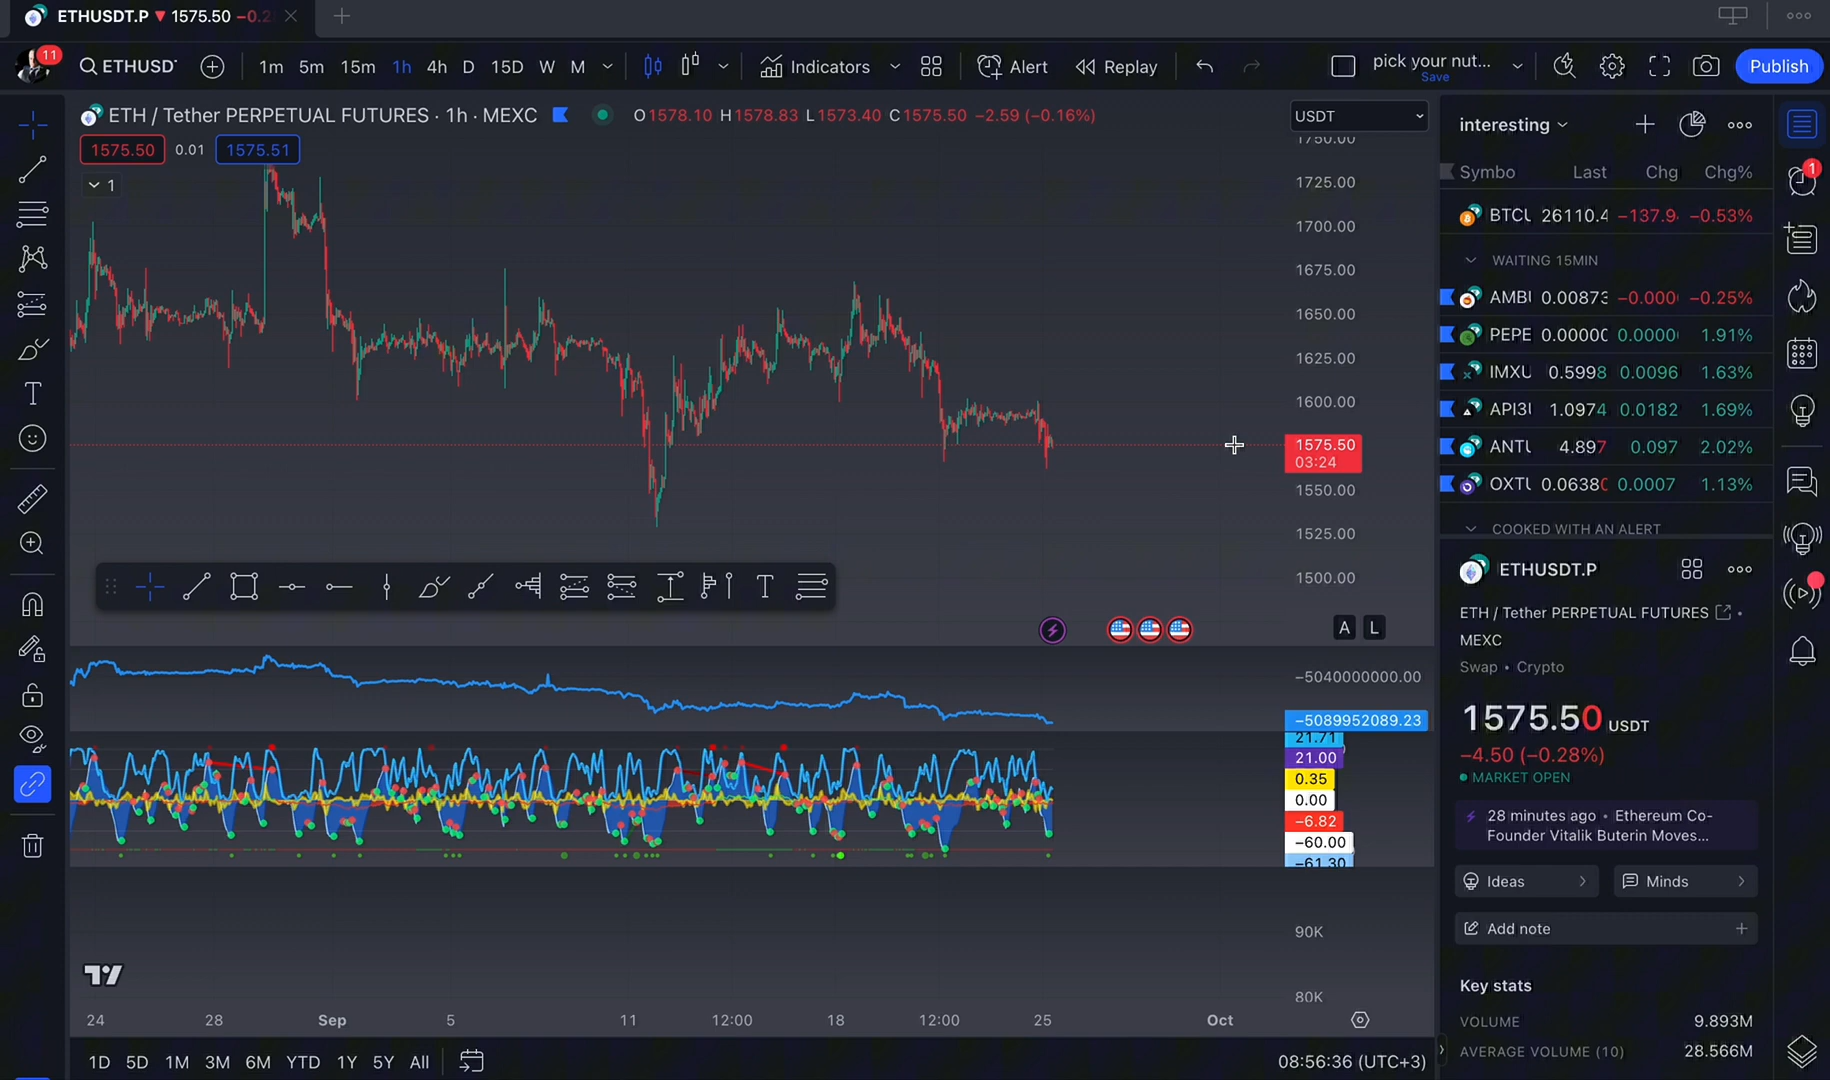 ETHUSDT.P ▼ 1575.50 −0.2
11 ETHUSD 1m 5m 15m 1h 4h D 15D W M Indicators Alert Replay pick your nut... Save Publish
ETH / Tether PERPETUAL FUTURES · 1h · MEXC O1578.10 H1578.83 L1573.40 C1575.50 −2.59 (−0.16%)
USDT
1575.50 0.01 1575.51
1
1750.00
1725.00
1700.00
1675.00
1650.00
1625.00
1600.00
1575.50
03:24
1550.00
1525.00
1500.00
T
A L
−5040000000.00
−5089952089.23
21.71
21.00
0.35
0.00
−6.82
−60.00
−61.30
90K
80K
24 28 Sep 5 11 12:00 18 12:00 25 Oct
1D 5D 1M 3M 6M YTD 1Y 5Y All 08:56:36 (UTC+3)
interesting
Symbo Last Chg Chg%
BTCU 26110.4 −137.9 −0.53%
WAITING 15MIN
AMBI 0.00873 −0.000 −0.25%
PEPE 0.0000 0.0000 1.91%
IMXU 0.5998 0.0096 1.63%
API3 1.0974 0.0182 1.69%
ANTU 4.897 0.097 2.02%
OXTU 0.0638 0.0007 1.13%
COOKED WITH AN ALERT
ETHUSDT.P
ETH / Tether PERPETUAL FUTURES •
MEXC
Swap • Crypto
1575.50 USDT
−4.50 (−0.28%)
MARKET OPEN
28 minutes ago • Ethereum Co-
Founder Vitalik Buterin Moves...
Ideas Minds
Add note
Key stats
VOLUME 9.893M
AVERAGE VOLUME (10) 28.566M
1